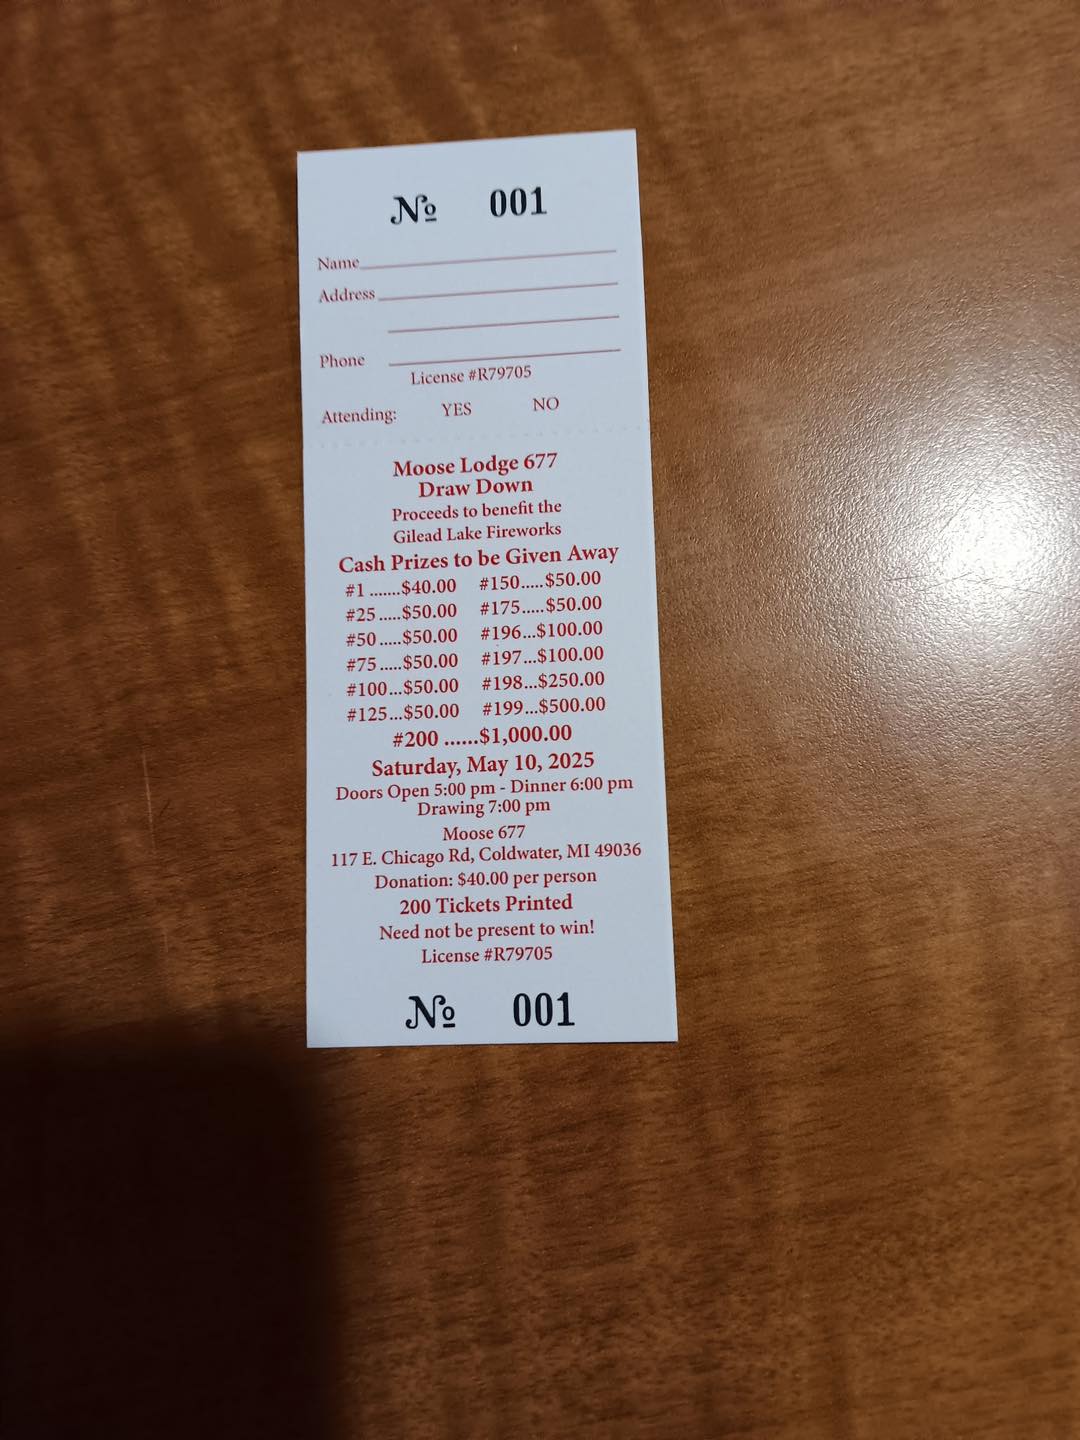 № 001
Name
Address
Phone
License #R79705
Attending: YES NO
Moose Lodge 677
Draw Down
Proceeds to benefit the
Gilead Lake Fireworks
Cash Prizes to be Given Away
#1 .......$40.00 #150.....$50.00
#25 .....$50.00 #175.....$50.00
#50 .....$50.00 #196...$100.00
#75 .....$50.00 #197...$100.00
#100...$50.00 #198...$250.00
#125...$50.00 #199...$500.00
#200 ......$1,000.00
Saturday, May 10, 2025
Doors Open 5:00 pm - Dinner 6:00 pm
Drawing 7:00 pm
Moose 677
117 E. Chicago Rd, Coldwater, MI 49036
Donation: $40.00 per person
200 Tickets Printed
Need not be present to win!
License #R79705
№ 001